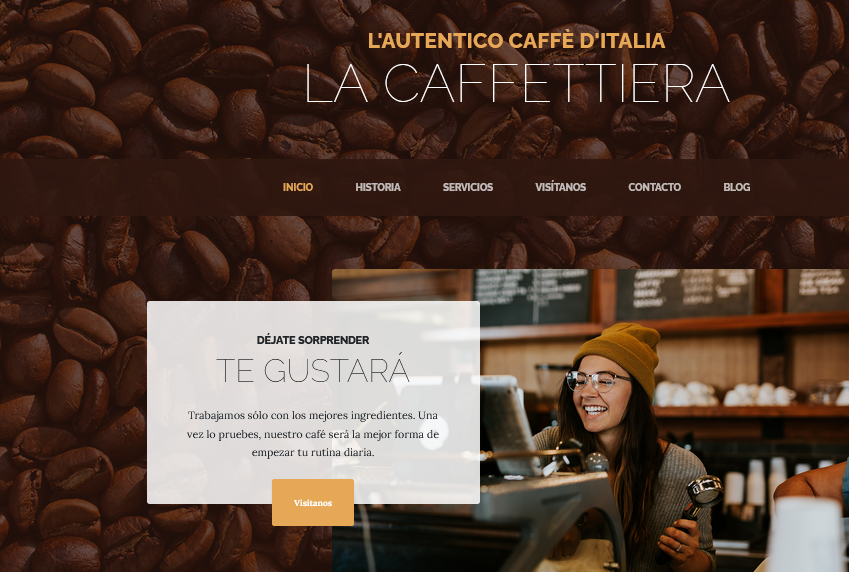 L'AUTENTICO CAFFÈ D'ITALIA
LA CAFFETTIERA
INICIO HISTORIA SERVICIOS VISÍTANOS CONTACTO BLOG
DÉJATE SORPRENDER
TE GUSTARÁ
Trabajamos sólo con los mejores ingredientes. Una
vez lo pruebes, nuestro café será la mejor forma de
empezar tu rutina diaria.
Visítanos